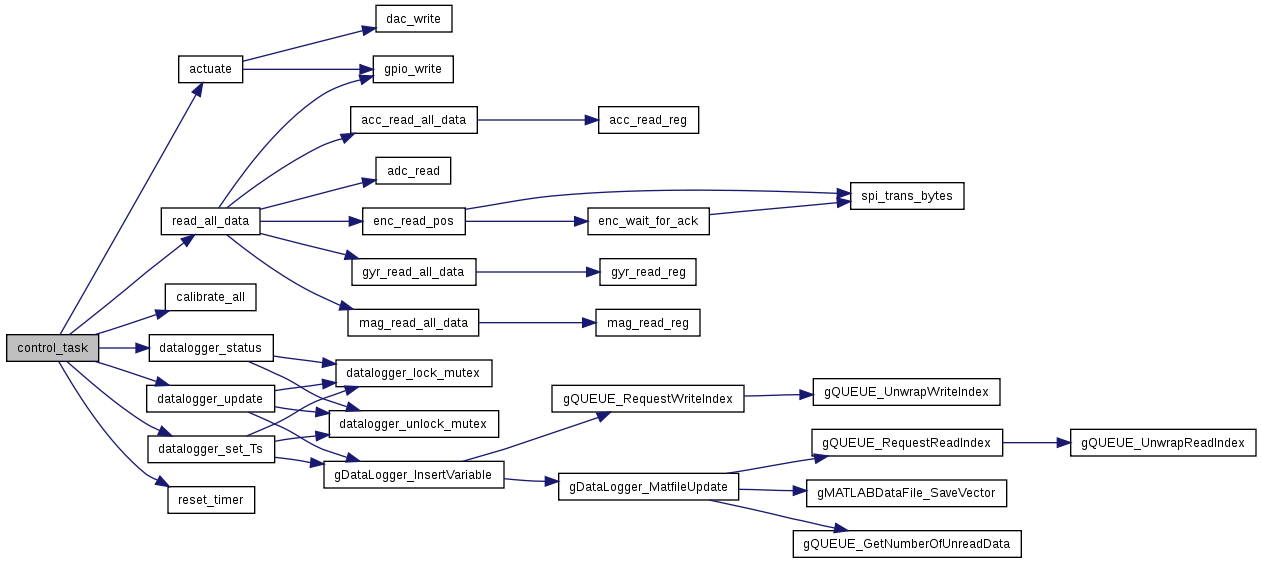 dac_write
actuate
gpio_write
acc_read_all_data
acc_read_reg
adc_read
spi_trans_bytes
read_all_data
enc_read_pos
enc_wait_for_ack
gyr_read_all_data
gyr_read_reg
calibrate_all
mag_read_all_data
mag_read_reg
control_task
datalogger_status
datalogger_lock_mutex
datalogger_update
gQUEUE_RequestWriteIndex
gQUEUE_UnwrapWriteIndex
datalogger_unlock_mutex
datalogger_set_Ts
gQUEUE_RequestReadIndex
gQUEUE_UnwrapReadIndex
gDataLogger_InsertVariable
gDataLogger_MatfileUpdate
gMATLABDataFile_SaveVector
reset_timer
gQUEUE_GetNumberOfUnreadData